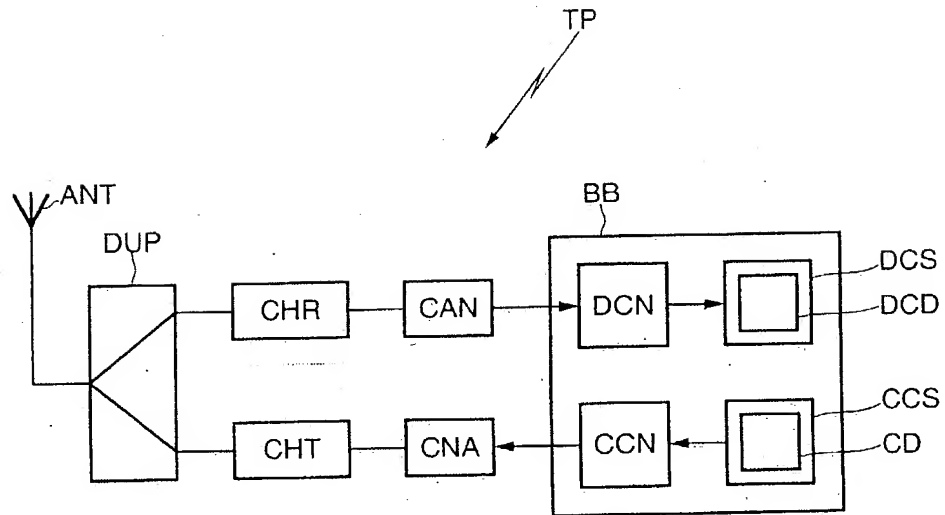 TP
ANT
DUP
BB
CHR
CAN
DCN
DCS
DCD
CHT
CNA
CCN
CCS
CD